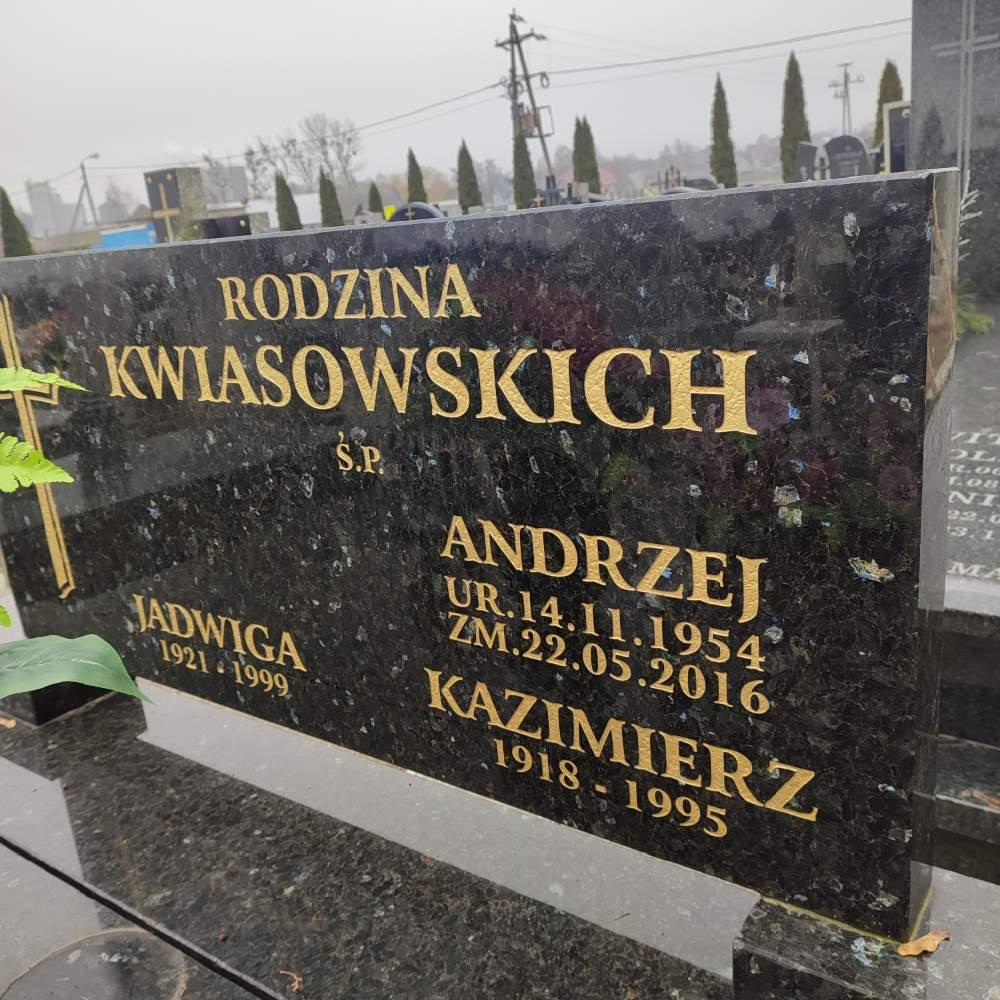 RODZINA
KWIASOWSKICH
Ś.P.
JADWIGA
1921 - 1999
ANDRZEJ
UR.14.11.1954
ZM.22.05.2016
KAZIMIERZ
1918 - 1995